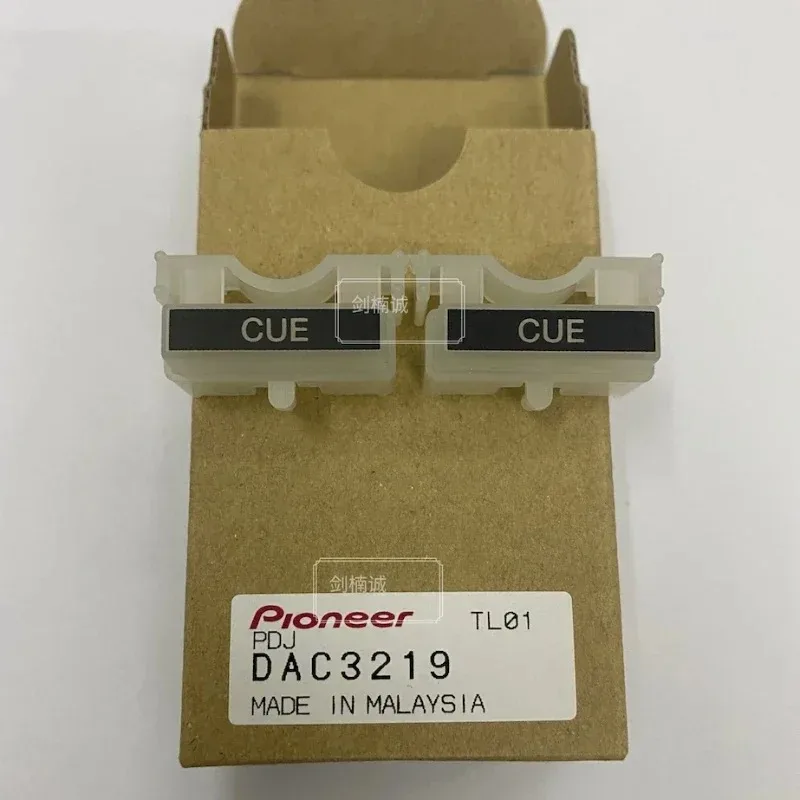 CUE
CUE
剑楠诚
剑楠诚
Pioneer TL01
PDJ
DAC3219
MADE IN MALAYSIA